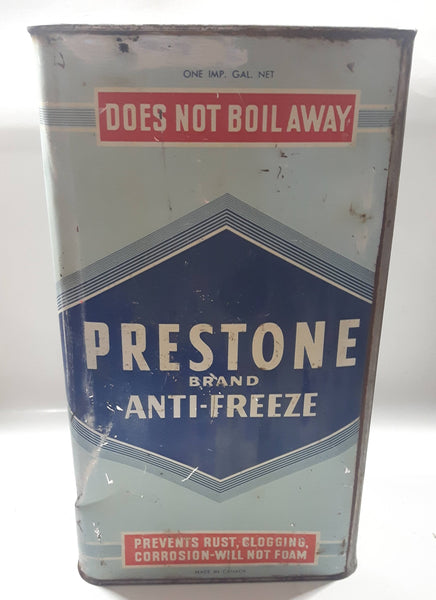 ONE IMP. GAL. NET
DOES NOT BOIL AWAY
PRESTONE
BRAND
ANTI-FREEZE
PREVENTS RUST, CLOGGING,
CORROSION-WILL NOT FOAM
MADE IN CANADA